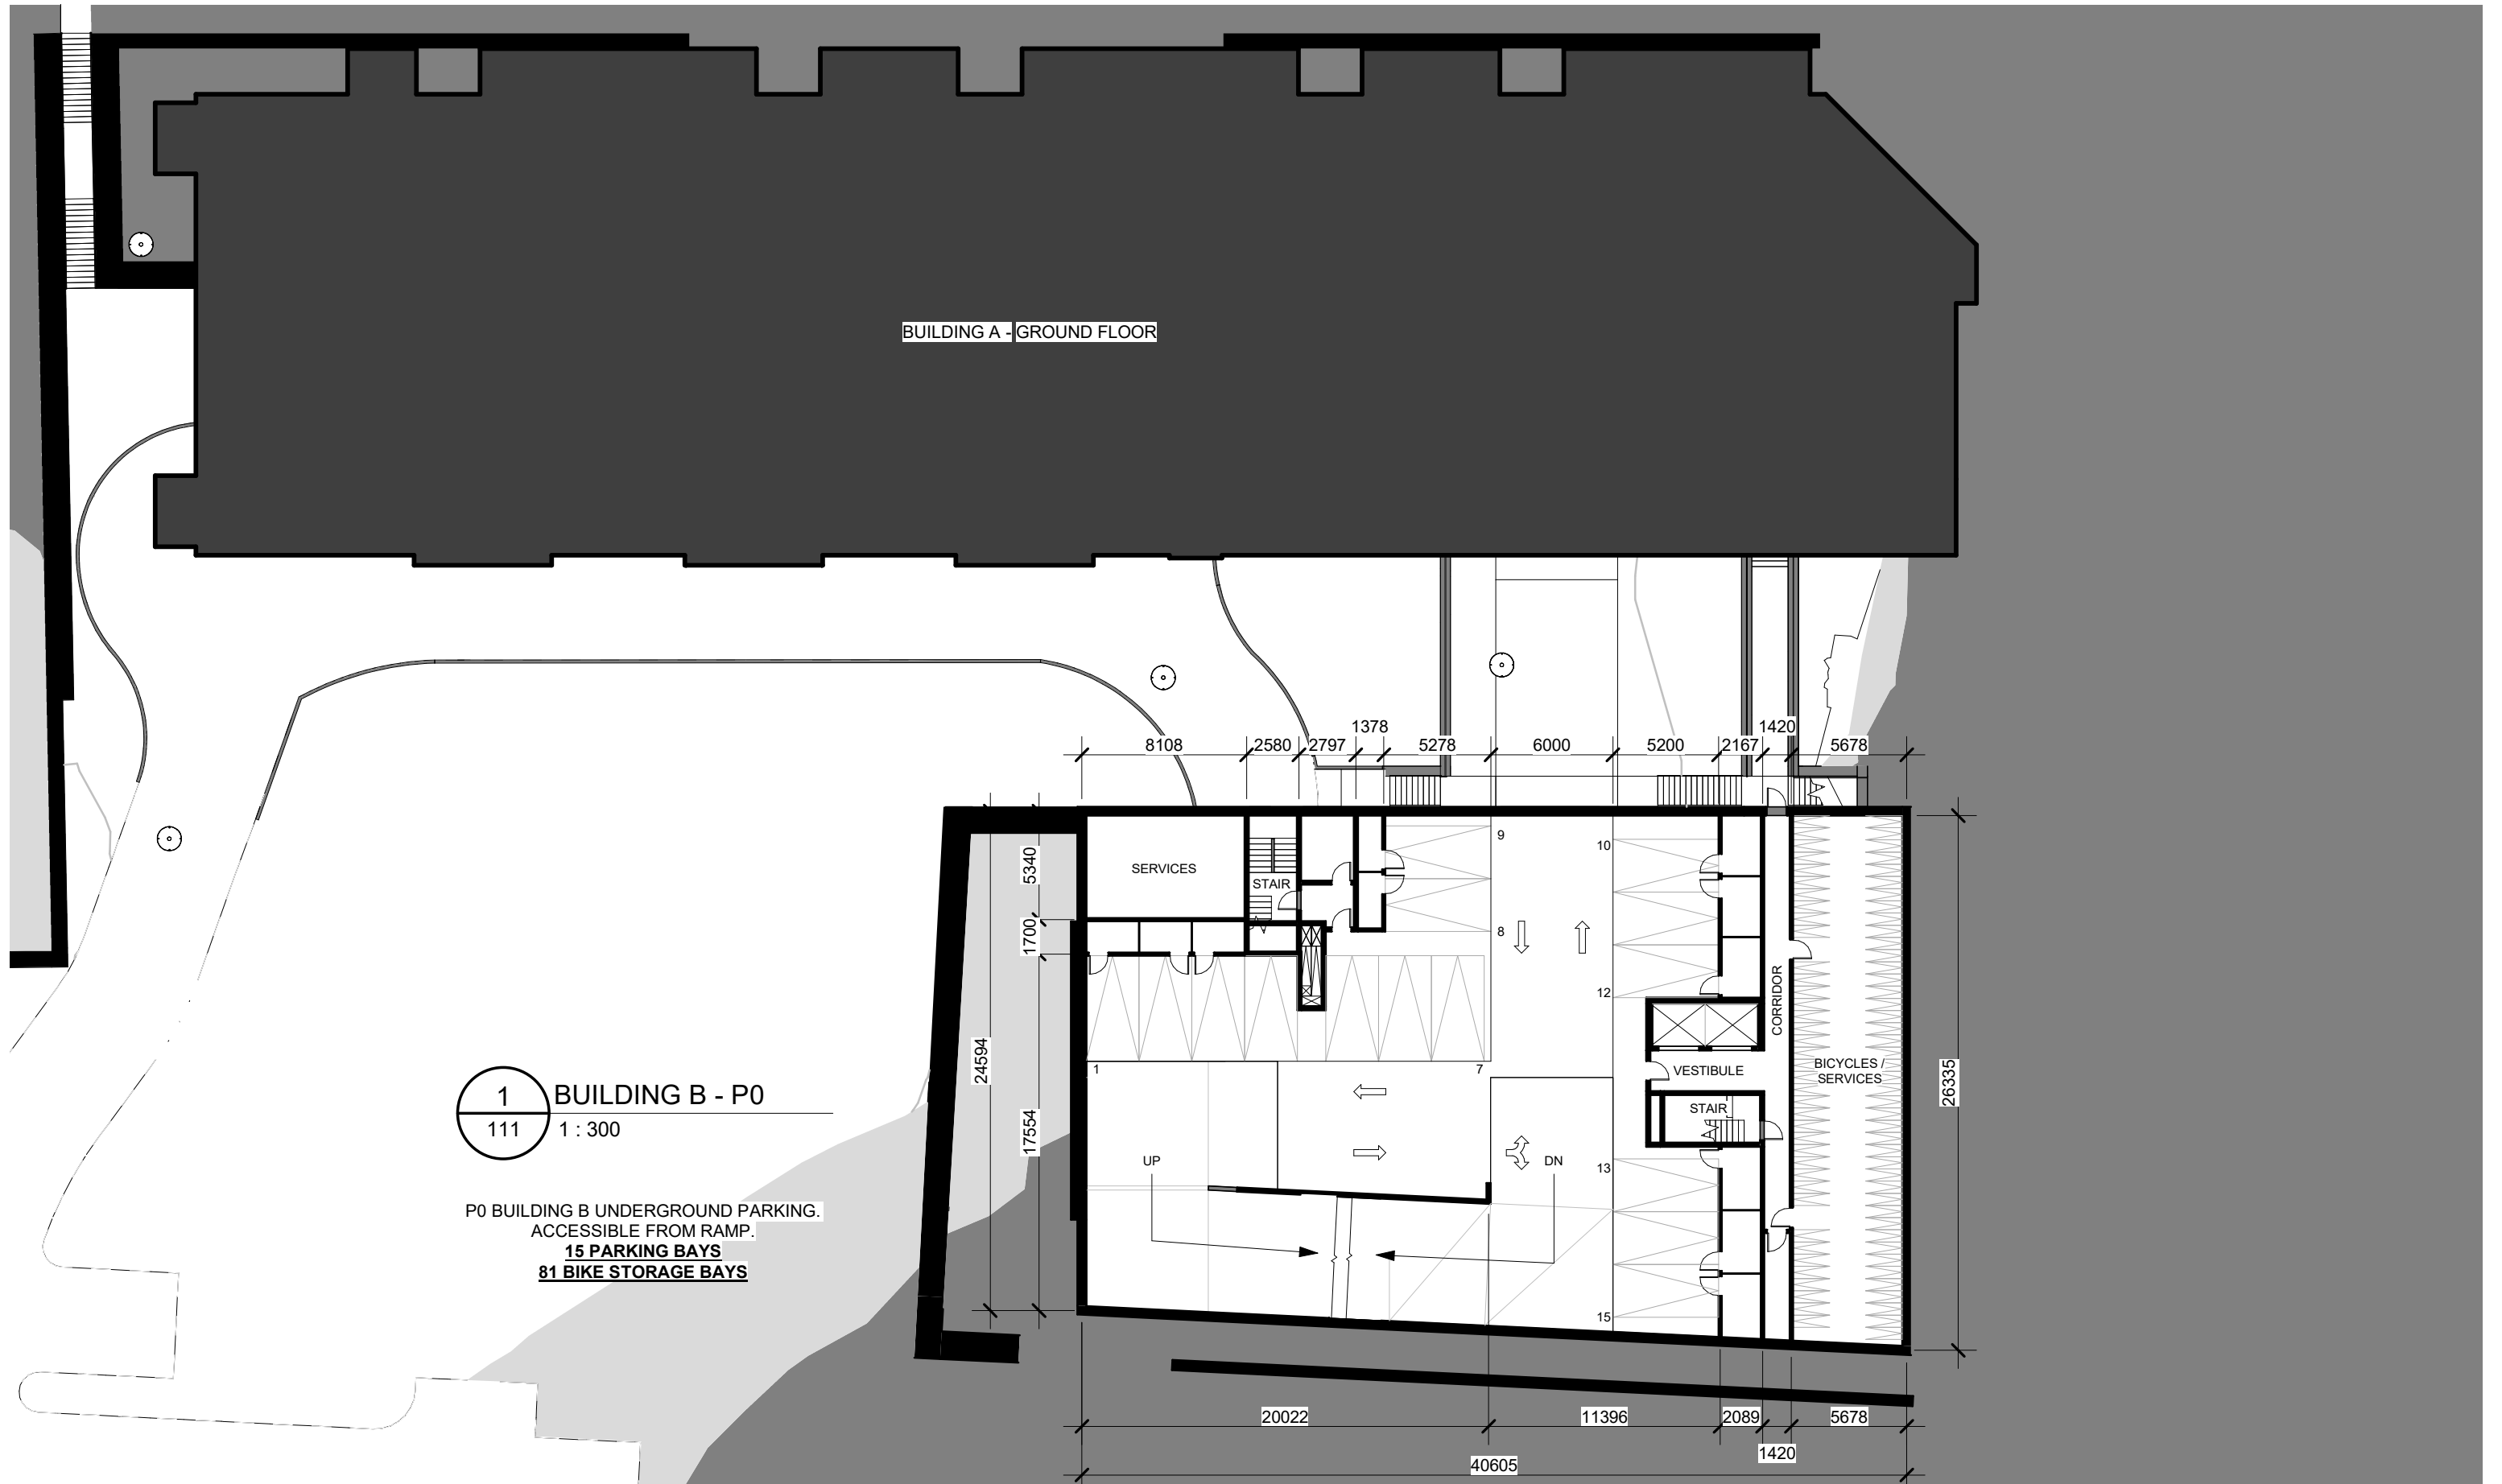 BUILDING A - GROUND FLOOR
1378
1420
8108
2580
2797
5278
6000
5200
2167
5678
5340
1700
24594
17554
26335
SERVICES
STAIR
9
10
8
12
CORRIDOR
1
7
VESTIBULE
BICYCLES /
SERVICES
STAIR
13
UP
DN
15
1
111
BUILDING B - P0
1 : 300
P0 BUILDING B UNDERGROUND PARKING.
ACCESSIBLE FROM RAMP.
15 PARKING BAYS
81 BIKE STORAGE BAYS
20022
11396
2089
5678
1420
40605